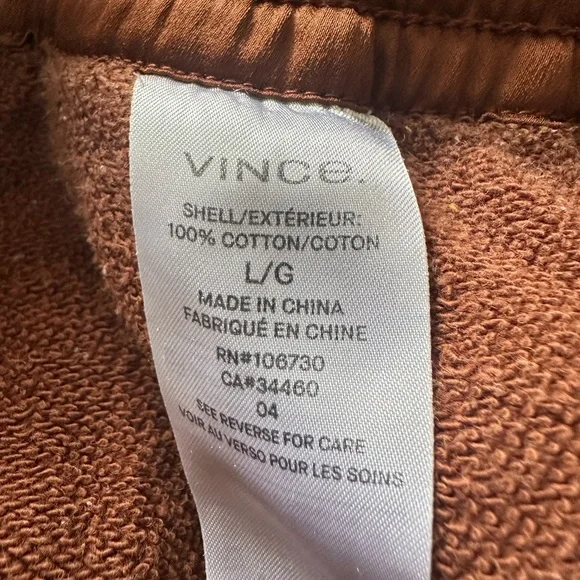 VINCe.
SHELL/EXTÉRIEUR:
100% COTTON/COTON
L/G
MADE IN CHINA
FABRIQUÉ EN CHINE
RN#106730
CA#34460
04
SEE REVERSE FOR CARE
VOIR AU VERSO POUR LES SOINS